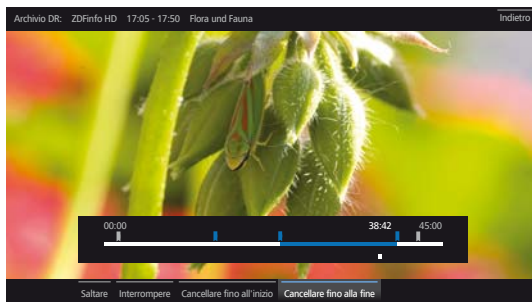 Archivio DR: ZDFinfo HD 17:05 - 17:50 Flora und Fauna Indietro
00:00 38:42 45:00
Saltare Interrompere Cancellare fino all'inizio Cancellare fino alla fine